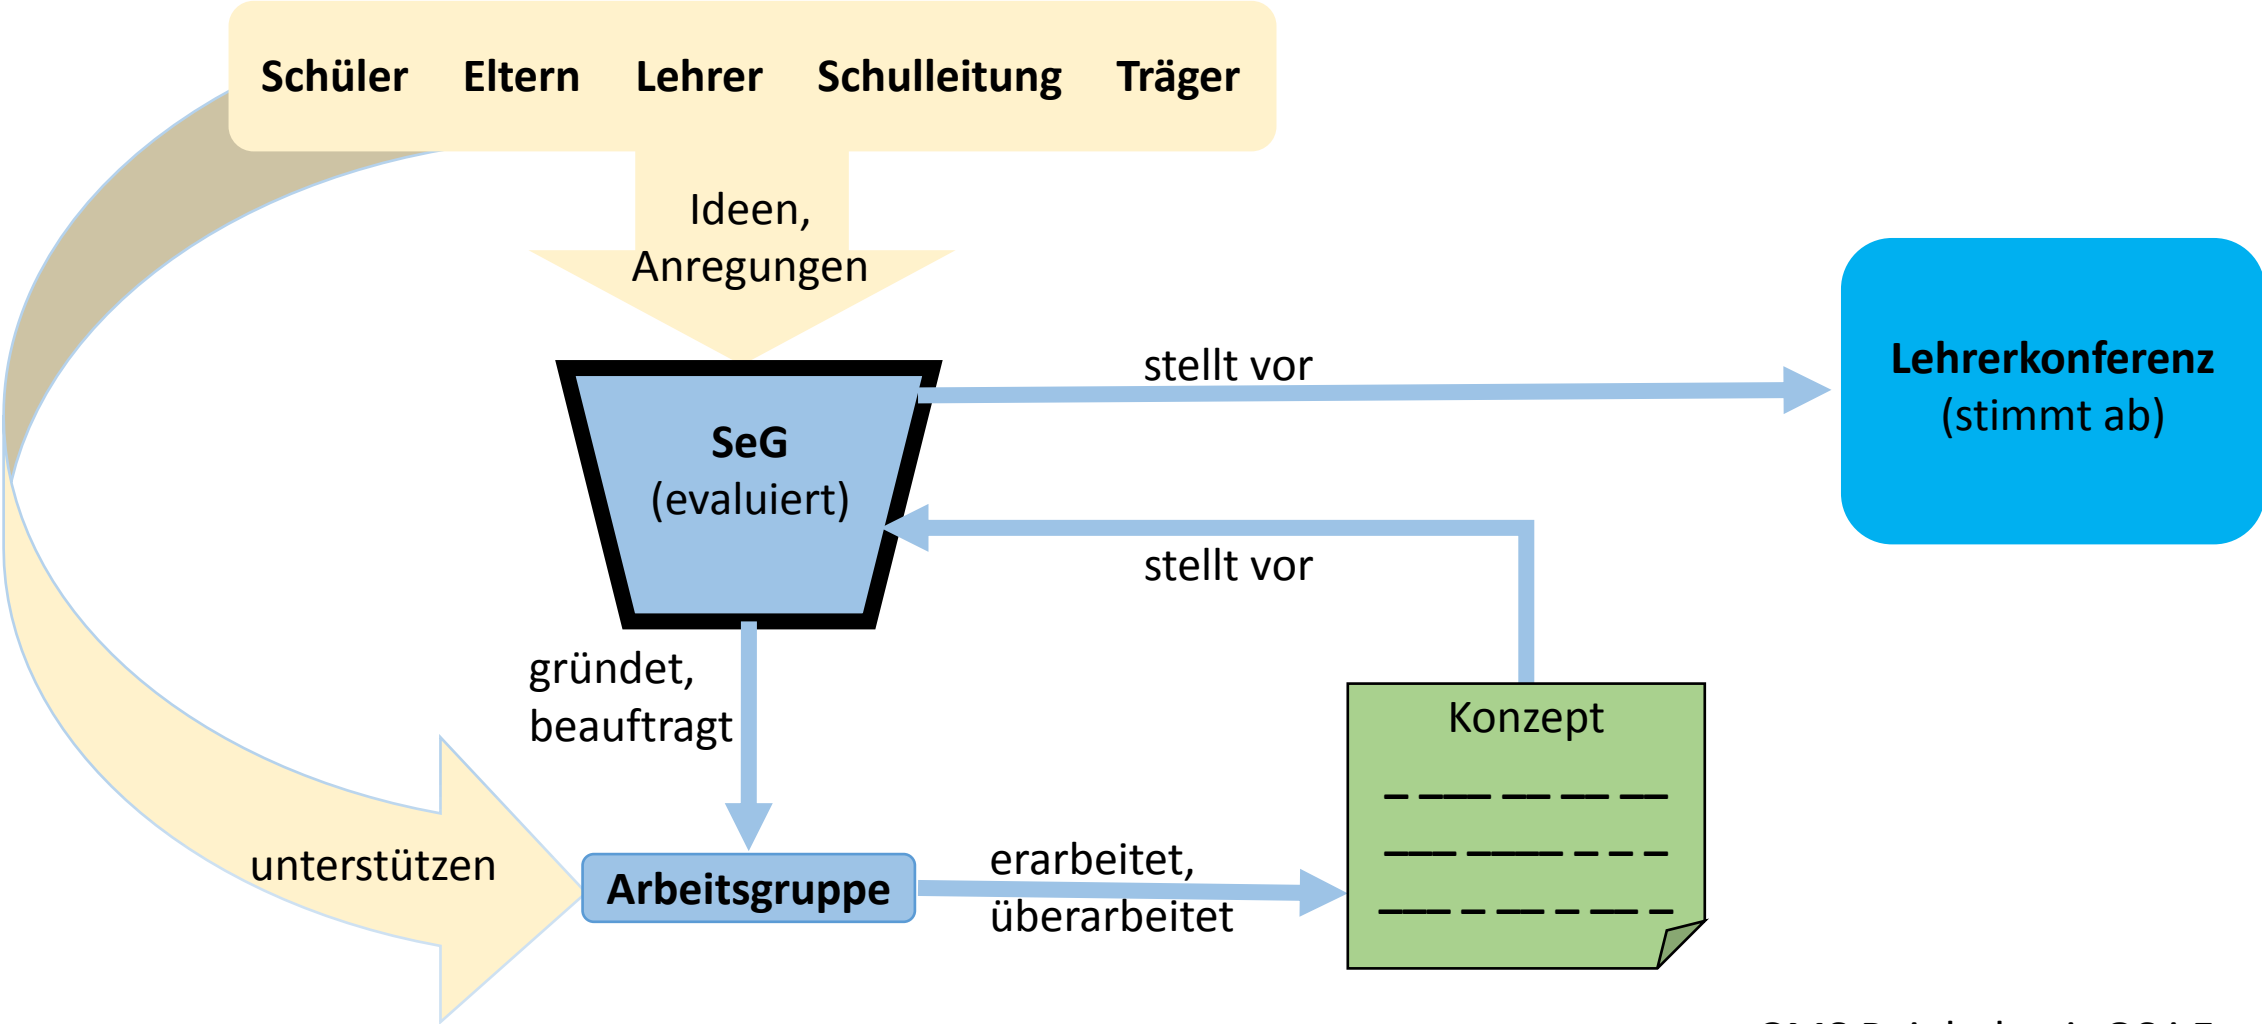 Schüler Eltern Lehrer Schulleitung Träger
Ideen,
Anregungen
stellt vor
Lehrerkonferenz
(stimmt ab)
SeG
(evaluiert)
stellt vor
gründet,
beauftragt
Konzept
unterstützen
Arbeitsgruppe
erarbeitet,
überarbeitet